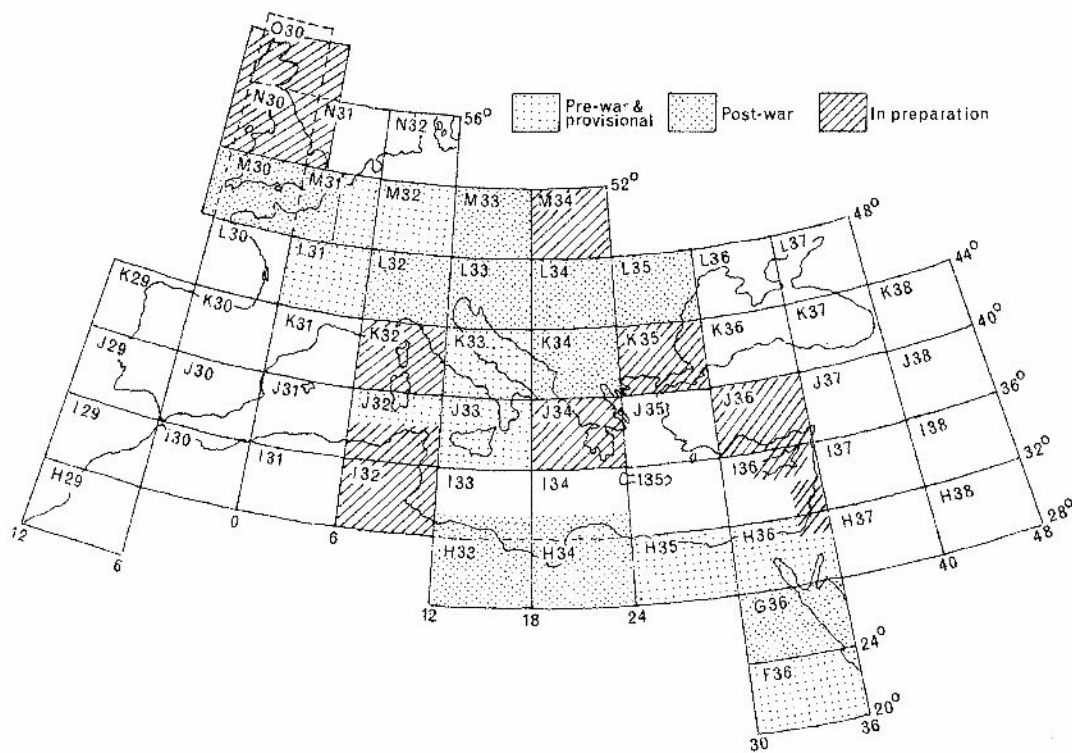 O30
N30 N31 N32 56°
Pre-war & provisional
Post-war
In preparation
M30 M31 M32 M33 M34 52°
L30 L31 L32 L33 L34 L35 L36 L37 48°
K29 K30 K31 K32 K33 K34 K35 K36 K37 K38 44°
J29 J30 J31 J32 J33 J34 J35 J36 J37 J38 40°
I29 I30 I31 I32 I33 I34 I35 I36 I37 I38 36°
H29 H33 H34 H35 H36 H37 H38 32°
28°
12 6 0 6 12 18 24 40 48
G36 24°
F36 20°
30 36